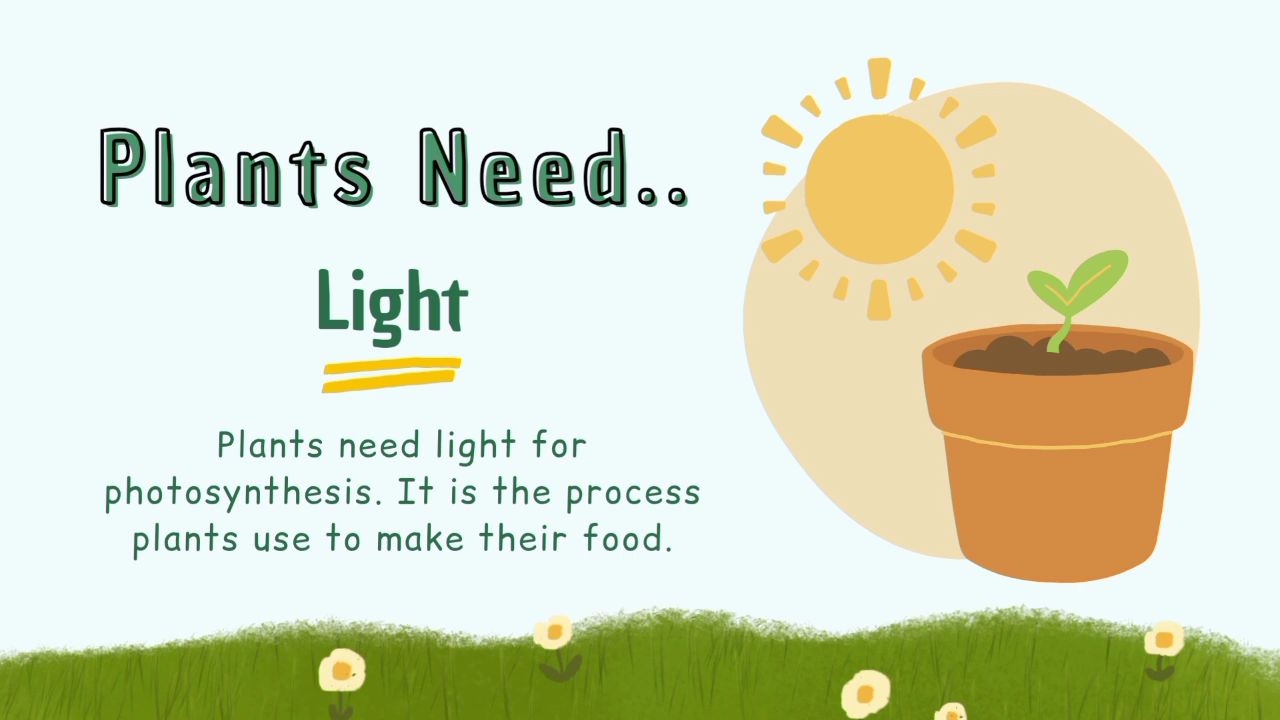 Plants Need..
Light
Plants need light for
photosynthesis. It is the process
plants use to make their food.